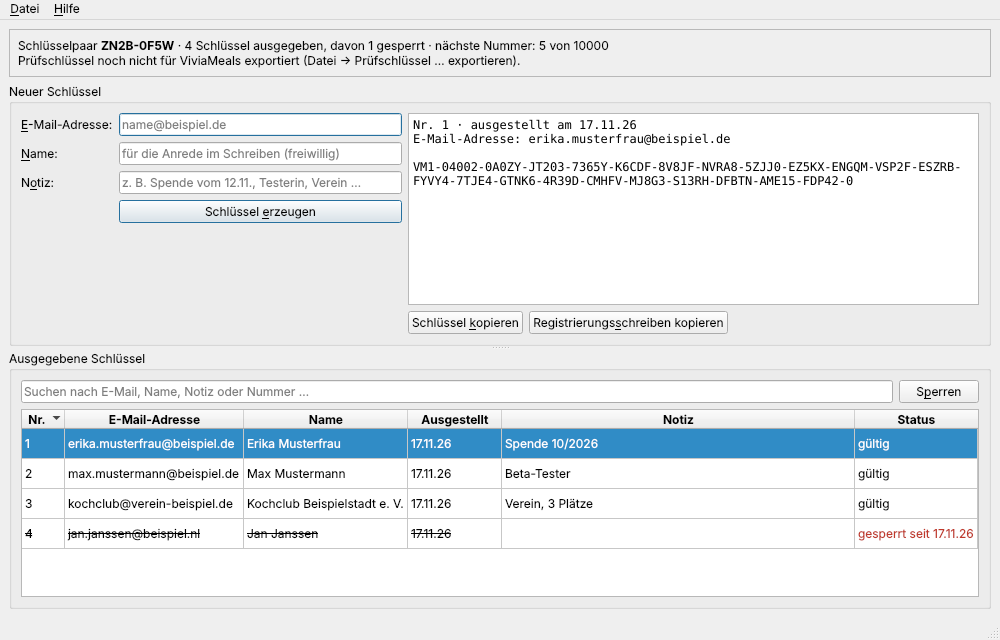 Datei Hilfe
Schlüsselpaar ZN2B-0F5W · 4 Schlüssel ausgegeben, davon 1 gesperrt · nächste Nummer: 5 von 10000
Prüfschlüssel noch nicht für ViviaMeals exportiert (Datei → Prüfschlüssel ... exportieren).
Neuer Schlüssel
E-Mail-Adresse: name@beispiel.de
Name: für die Anrede im Schreiben (freiwillig)
Notiz: z. B. Spende vom 12.11., Testerin, Verein ...
Schlüssel erzeugen
Nr. 1 · ausgestellt am 17.11.26
E-Mail-Adresse: erika.musterfrau@beispiel.de
VM1-04002-0A0ZY-JT203-7365Y-K6CDF-8V8JF-NVRA8-5ZJJ0-EZ5KX-ENGQM-VSP2F-ESZRB-
FYVY4-7TJE4-GTNK6-4R39D-CMHFV-MJ8G3-S13RH-DFBTN-AME15-FDP42-0
Schlüssel kopieren Registrierungsschreiben kopieren
Ausgegebene Schlüssel
Suchen nach E-Mail, Name, Notiz oder Nummer ... Sperren
Nr. E-Mail-Adresse Name Ausgestellt Notiz Status
1 erika.musterfrau@beispiel.de Erika Musterfrau 17.11.26 Spende 10/2026 gültig
2 max.mustermann@beispiel.de Max Mustermann 17.11.26 Beta-Tester gültig
3 kochclub@verein-beispiel.de Kochclub Beispielstadt e. V. 17.11.26 Verein, 3 Plätze gültig
4 jan.janssen@beispiel.nl Jan Janssen 17.11.26 gesperrt seit 17.11.26